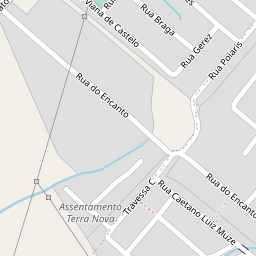 Viana de Castelo
Rua Braga
Rua Gerez
Rua Poiaris
Rua do Encanto
Assentamento
Terra Nova
Travessa C
Rua Caetano Luiz Muze
Rua do Encanto